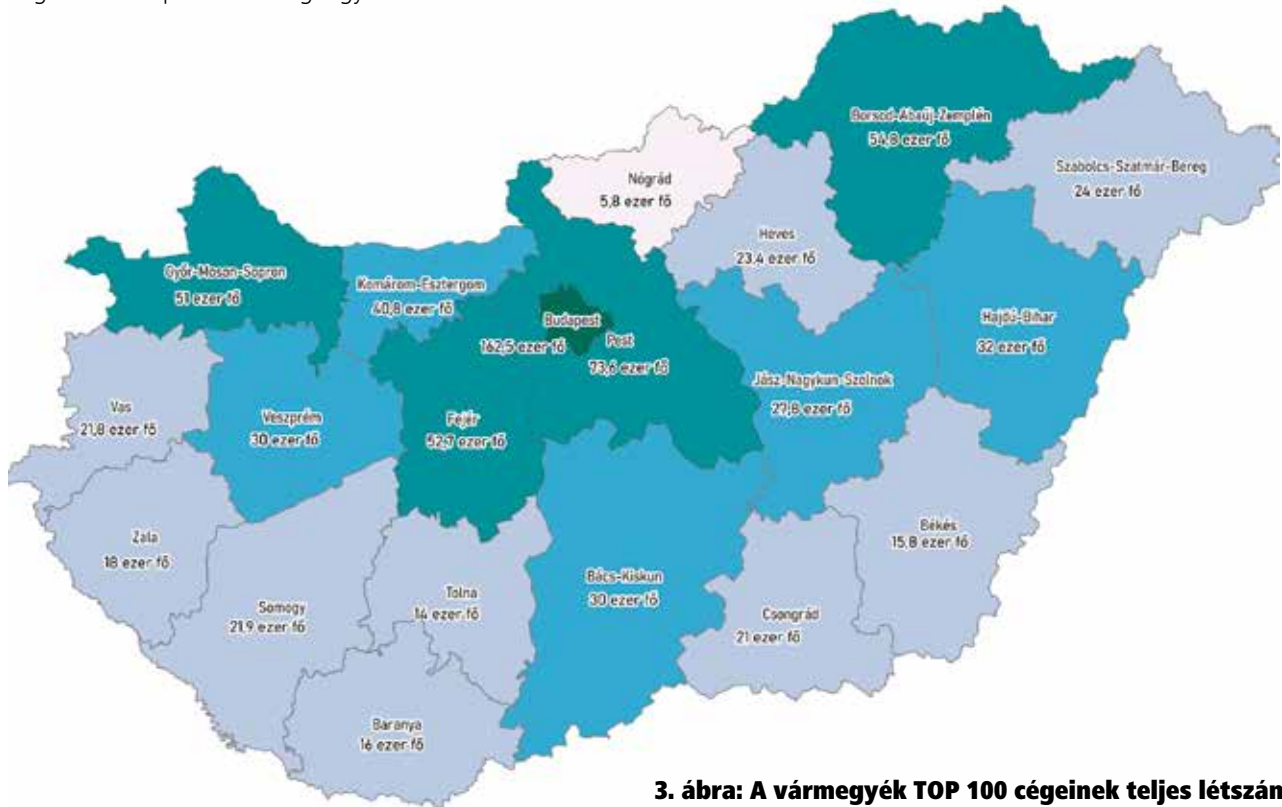 Borsod-Abaúj-Zemplén
54,8 ezer fő
Szabolcs-Szatmár-Bereg
24 ezer fő
Nógrád
5,8 ezer fő
Heves
23,4 ezer fő
Győr-Moson-Sopron
51 ezer fő
Komárom-Esztergom
40,8 ezer fő
Budapest
162,5 ezer fő
Pest
73,6 ezer fő
Hajdú-Bihar
32 ezer fő
Jász-Nagykun-Szolnok
27,8 ezer fő
Vas
21,8 ezer fő
Veszprém
30 ezer fő
Fejér
52,7 ezer fő
Zala
18 ezer fő
Somogy
21,9 ezer fő
Tolna
14 ezer fő
Bács-Kiskun
30 ezer fő
Békés
15,8 ezer fő
Csongrád
21 ezer fő
Baranya
16 ezer fő
3. ábra: A vármegyék TOP 100 cégeinek teljes létszán